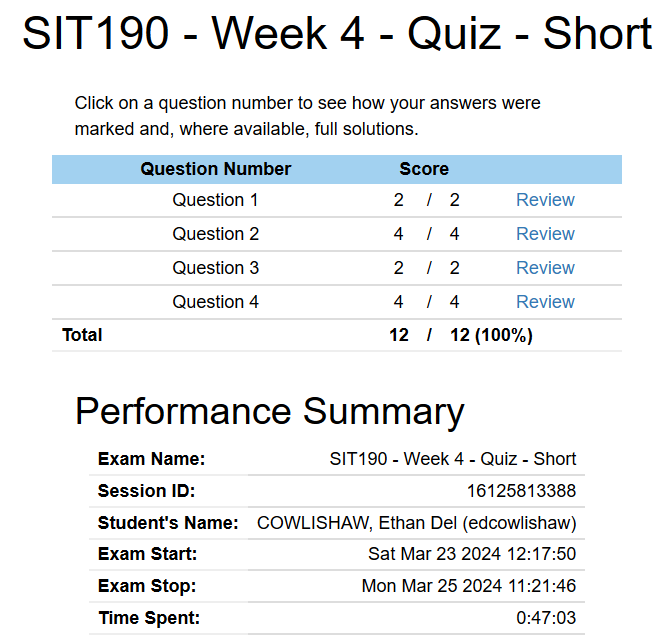 SIT190 - Week 4 - Quiz - Short
Click on a question number to see how your answers were
marked and, where available, full solutions.
Question Number Score
Question 1 2 / 2 Review
Question 2 4 / 4 Review
Question 3 2 / 2 Review
Question 4 4 / 4 Review
Total 12 / 12 (100%)
Performance Summary
Exam Name: SIT190 - Week 4 - Quiz - Short
Session ID: 16125813388
Student's Name: COWLISHAW, Ethan Del (edcowlishaw)
Exam Start: Sat Mar 23 2024 12:17:50
Exam Stop: Mon Mar 25 2024 11:21:46
Time Spent: 0:47:03